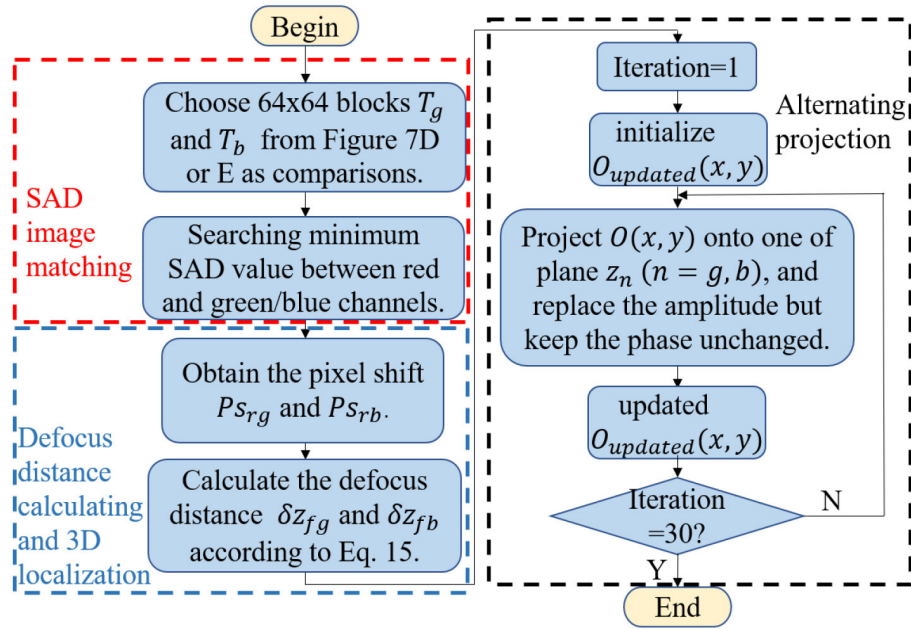 Begin
Choose 64x64 blocks T_g
and T_b from Figure 7D
or E as comparisons.
Searching minimum
SAD value between red
and green/blue channels.
SAD
image
matching
Obtain the pixel shift
Ps_rg and Ps_rb.
Calculate the defocus
distance δz_fg and δz_fb
according to Eq. 15.
Defocus
distance
calculating
and 3D
localization
Iteration=1
Alternating
projection
initialize
O_updated(x, y)
Project O(x, y) onto one of
plane z_n (n = g, b), and
replace the amplitude but
keep the phase unchanged.
updated
O_updated(x, y)
Iteration
=30?
N
Y
End